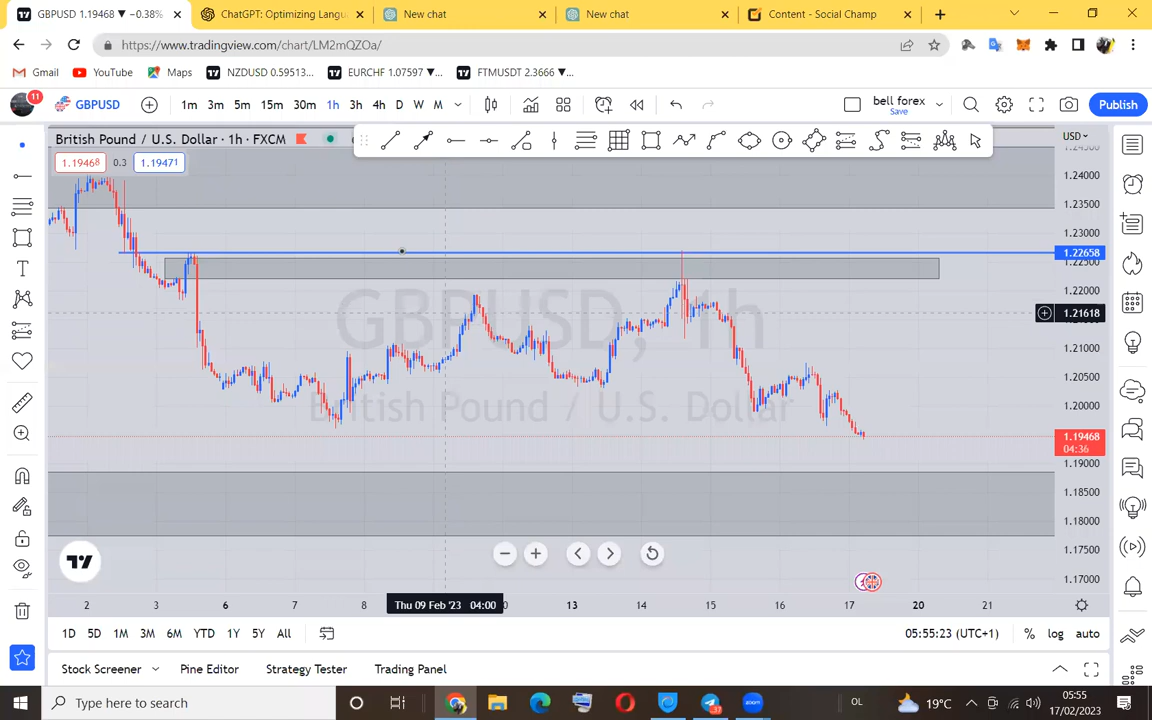 GBPUSD 1.19468 ▼ −0.38%
ChatGPT: Optimizing Langu
New chat
New chat
Content - Social Champ
https://www.tradingview.com/chart/LM2mQZOa/
Gmail
YouTube
Maps
NZDUSD 0.59513...
EURCHF 1.07597 ▼...
FTMUSDT 2.3666 ▼...
11
GBPUSD
1m 3m 5m 15m 30m 1h 3h 4h D W M
bell forex
Save
Publish
British Pound / U.S. Dollar · 1h · FXCM
USD
1.19468 0.3 1.19471
1.24500
1.24000
1.23500
1.23000
1.22658
1.22500
1.22000
1.21618
1.21000
1.20500
1.20000
1.19468
04:36
1.19000
1.18500
1.18000
1.17500
1.17000
GBPUSD, 1h
British Pound / U.S. Dollar
2 3 6 7 8 Thu 09 Feb '23 04:00 0 13 14 15 16 17 20 21
1D 5D 1M 3M 6M YTD 1Y 5Y All
05:55:23 (UTC+1)
% log auto
Stock Screener
Pine Editor
Strategy Tester
Trading Panel
Type here to search
OL
19°C
05:55
17/02/2023